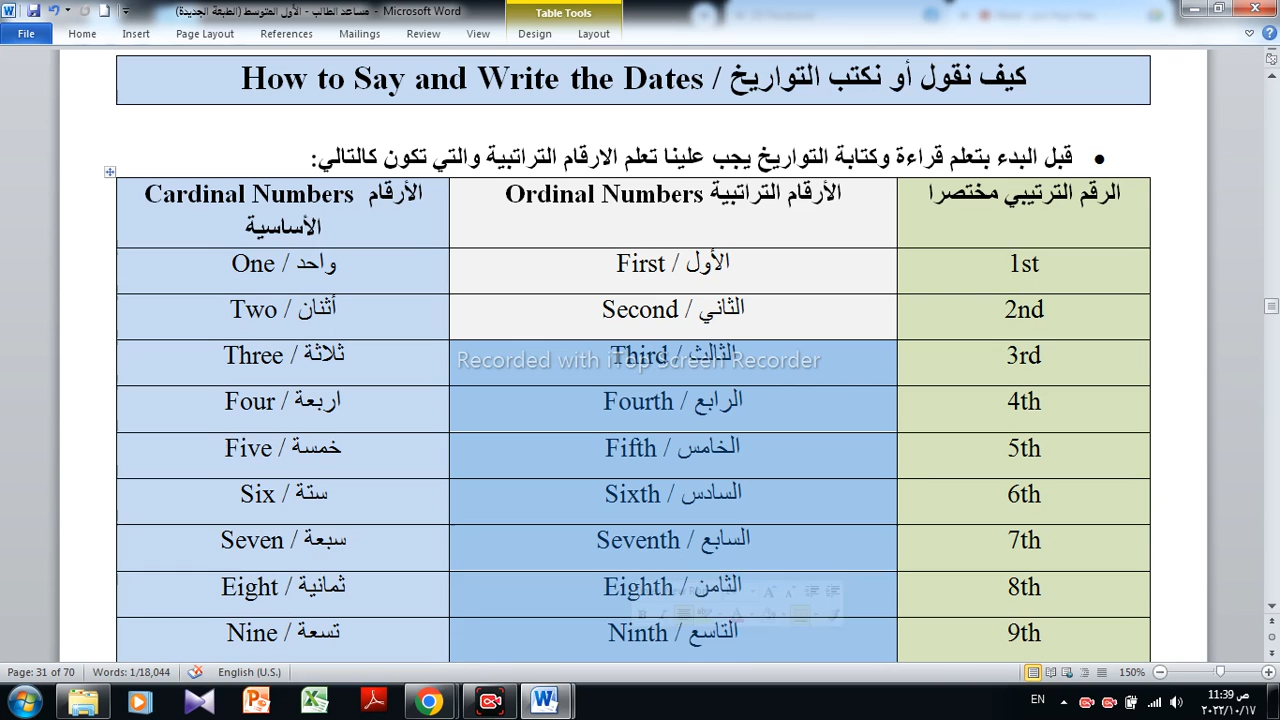 مساعد الطالب - الأول المتوسط (الطبعة الجديدة) - Microsoft Word
Table Tools
File Home Insert Page Layout References Mailings Review View Design Layout
How to Say and Write the Dates / كيف نقول أو نكتب التواريخ
• قبل البدء بتعلم قراءة وكتابة التواريخ يجب علينا تعلم الارقام التراتبية والتي تكون كالتالي:
Cardinal Numbers الأرقام
الأساسية
Ordinal Numbers الأرقام التراتبية
الرقم الترتيبي مختصرا
One / واحد First / الأول 1st
Two / أثنان Second / الثاني 2nd
Three / ثلاثة Third / الثالث 3rd
Recorded with iTop Screen Recorder
Four / اربعة Fourth / الرابع 4th
Five / خمسة Fifth / الخامس 5th
Six / ستة Sixth / السادس 6th
Seven / سبعة Seventh / السابع 7th
Eight / ثمانية Eighth / الثامن 8th
Nine / تسعة Ninth / التاسع 9th
Page: 31 of 70 Words: 1/18,044 English (U.S.) 150%
EN 11:39 ص
٢٠٢٢/١٠/١٧